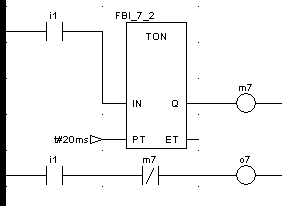 i1 FBI_7_2
TON
m7
IN Q
t#20ms PT ET
i1 m7 o7